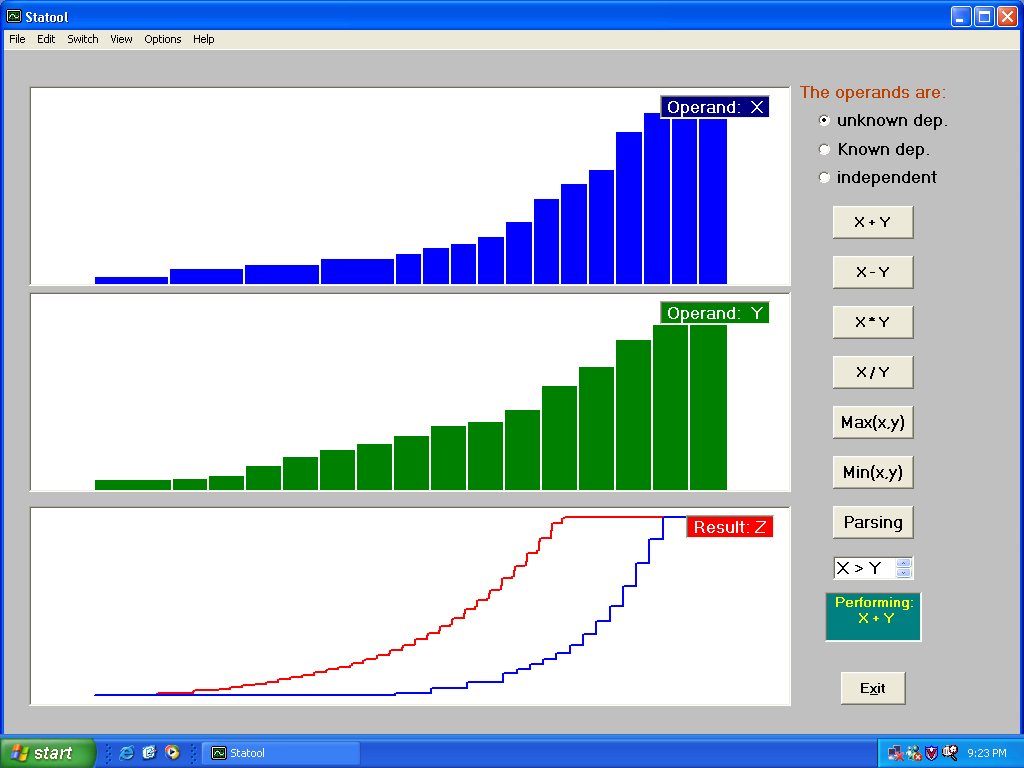 Statool
File Edit Switch View Options Help
Operand: X
The operands are:
unknown dep.
Known dep.
independent
X + Y
X - Y
X * Y
X / Y
Operand: Y
Max(x,y)
Min(x,y)
Parsing
Result: Z
X > Y
Performing:
X + Y
Exit
start
Statool
9:23 PM